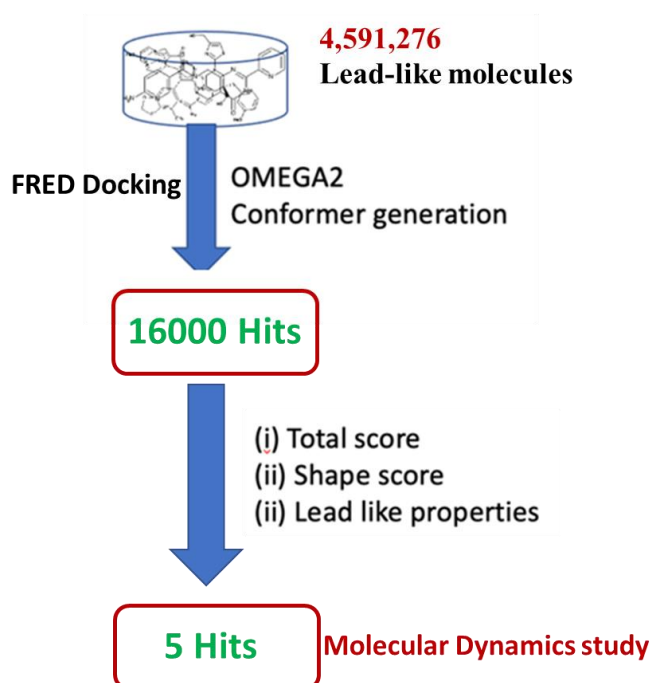 4,591,276
Lead-like molecules
FRED Docking
OMEGA2
Conformer generation
16000 Hits
(i) Total score
(ii) Shape score
(ii) Lead like properties
5 Hits
Molecular Dynamics study